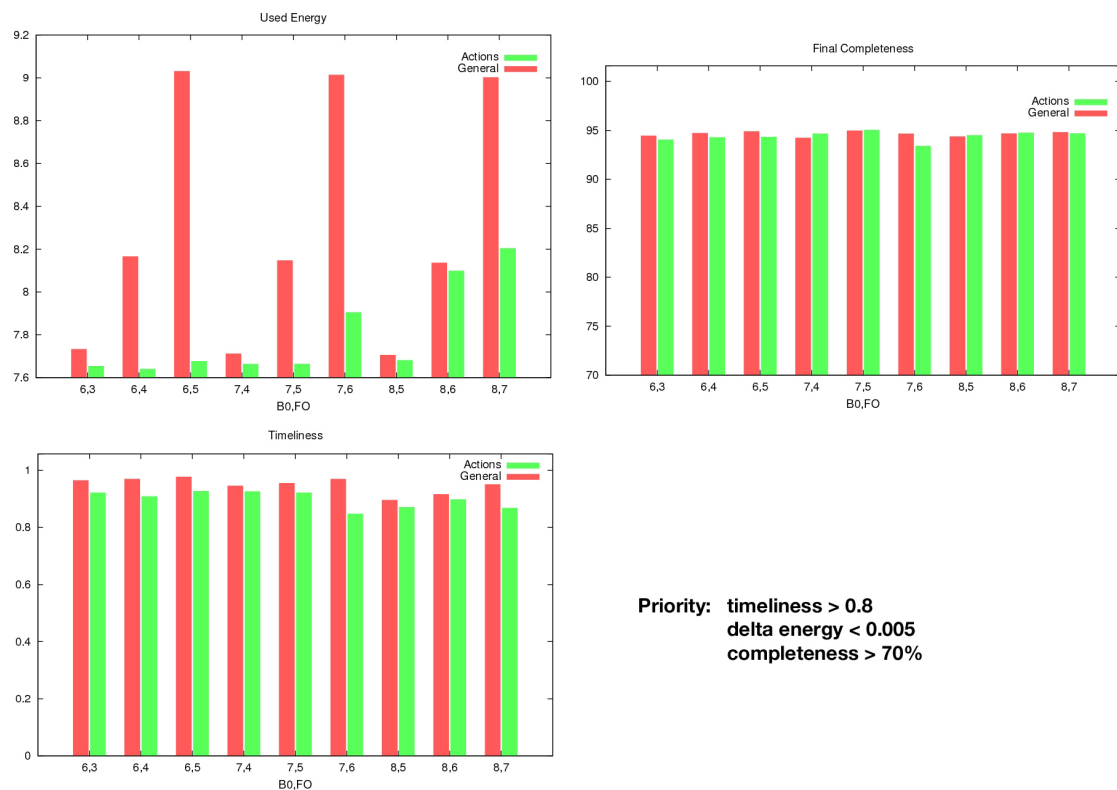 Used Energy
9.2
9
8.8
8.6
8.4
8.2
8
7.8
7.6
Actions
General
6,3 6,4 6,5 7,4 7,5 7,6 8,5 8,6 8,7
B0,FO
Final Completeness
100
95
90
85
80
75
70
Actions
General
6,3 6,4 6,5 7,4 7,5 7,6 8,5 8,6 8,7
B0,FO
Timeliness
1
0.8
0.6
0.4
0.2
0
Actions
General
6,3 6,4 6,5 7,4 7,5 7,6 8,5 8,6 8,7
B0,FO
Priority: timeliness > 0.8
delta energy < 0.005
completeness > 70%